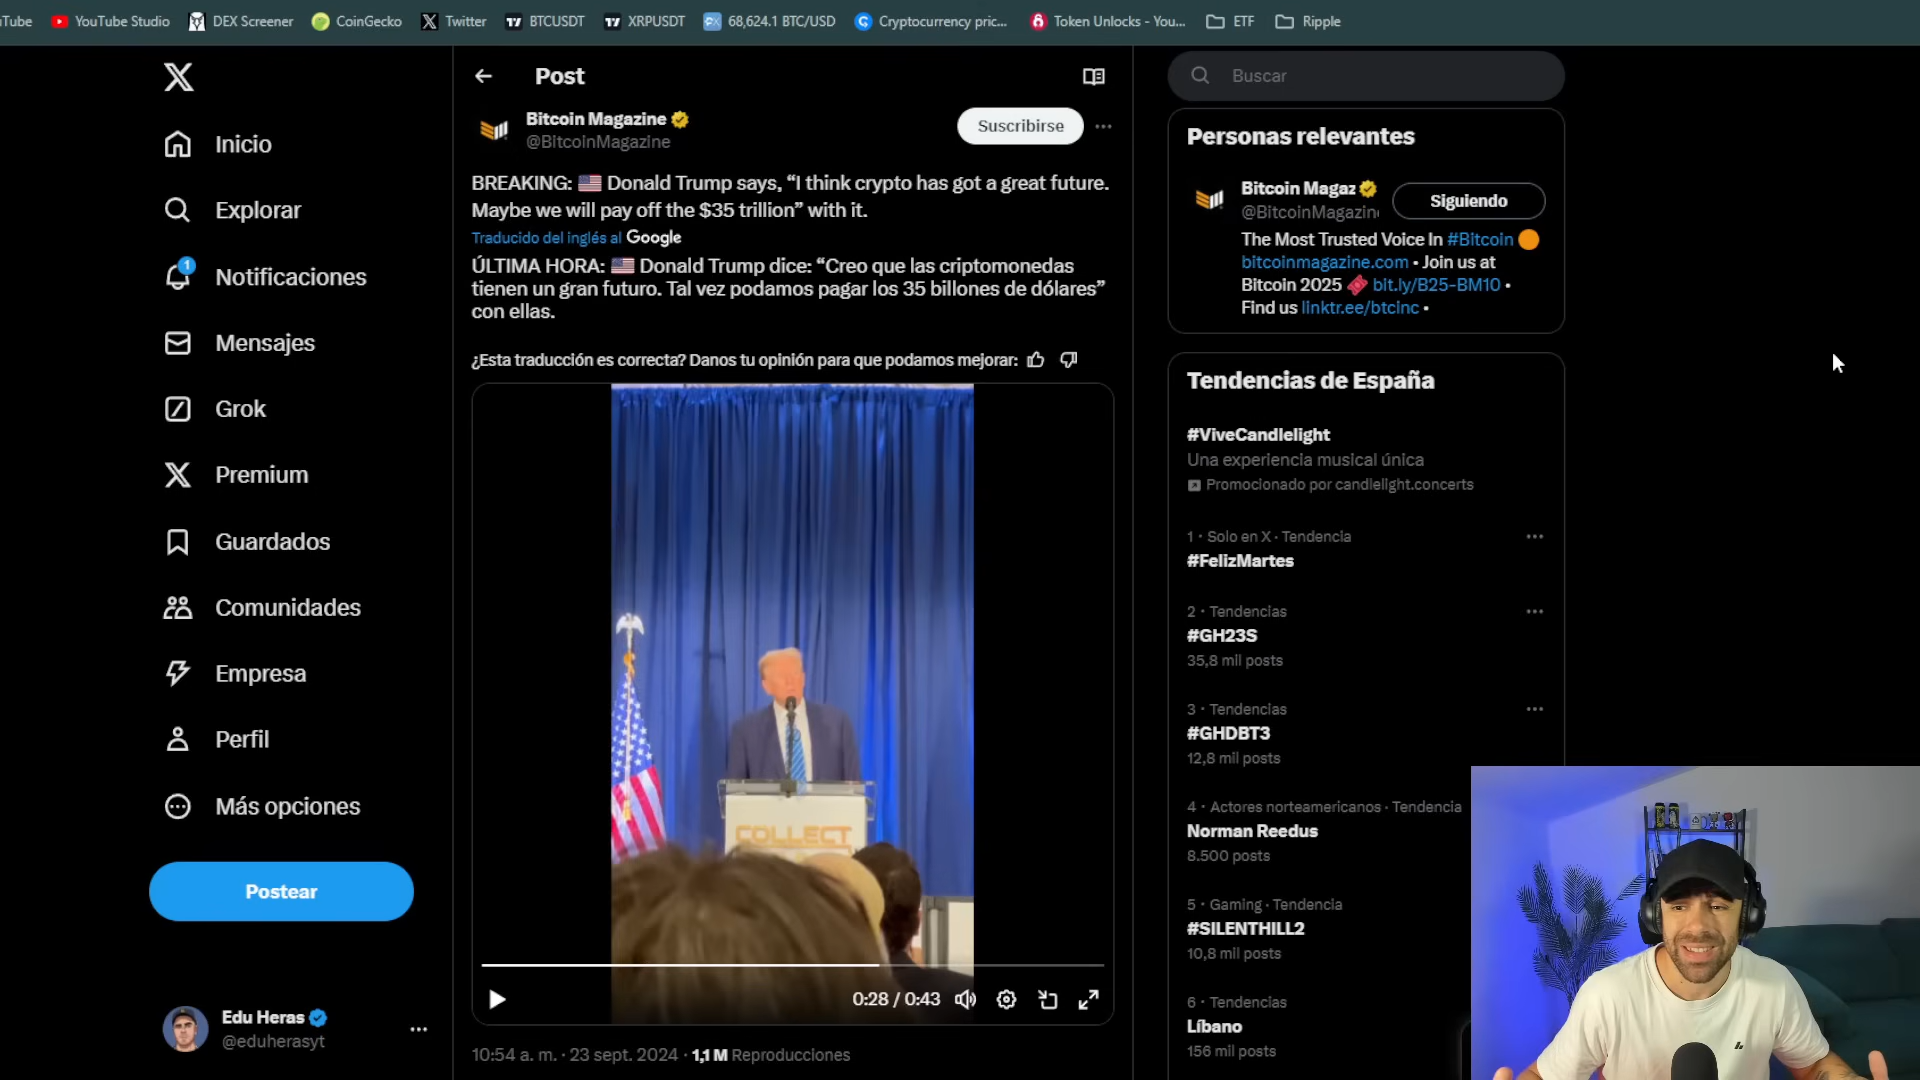 uTube
YouTube Studio
DEX Screener
CoinGecko
Twitter
BTCUSDT
XRPUSDT
68,624.1 BTC/USD
Cryptocurrency pric...
Token Unlocks - You...
ETF
Ripple
Inicio
Explorar
1
Notificaciones
Mensajes
Grok
Premium
Guardados
Comunidades
Empresa
Perfil
Más opciones
Postear
Edu Heras
@eduherasyt
Post
Bitcoin Magazine
@BitcoinMagazine
Suscribirse
BREAKING: 🇺🇸 Donald Trump says, “I think crypto has got a great future.
Maybe we will pay off the $35 trillion” with it.
Traducido del inglés al Google
ÚLTIMA HORA: 🇺🇸 Donald Trump dice: “Creo que las criptomonedas
tienen un gran futuro. Tal vez podamos pagar los 35 billones de dólares”
con ellas.
¿Esta traducción es correcta? Danos tu opinión para que podamos mejorar:
COLLECT
0:28 / 0:43
10:54 a. m. · 23 sept. 2024 · 1,1 M Reproducciones
Buscar
Personas relevantes
Bitcoin Magaz
@BitcoinMagazin
Siguiendo
The Most Trusted Voice In #Bitcoin 🟠
bitcoinmagazine.com • Join us at
Bitcoin 2025 🎟️ bit.ly/B25-BM10 •
Find us linktr.ee/btcinc •
Tendencias de España
#ViveCandlelight
Una experiencia musical única
Promocionado por candlelight.concerts
1 · Solo en X · Tendencia
#FelizMartes
2 · Tendencias
#GH23S
35,8 mil posts
3 · Tendencias
#GHDBT3
12,8 mil posts
4 · Actores norteamericanos · Tendencia
Norman Reedus
8.500 posts
5 · Gaming · Tendencia
#SILENTHILL2
10,8 mil posts
6 · Tendencias
Líbano
156 mil posts